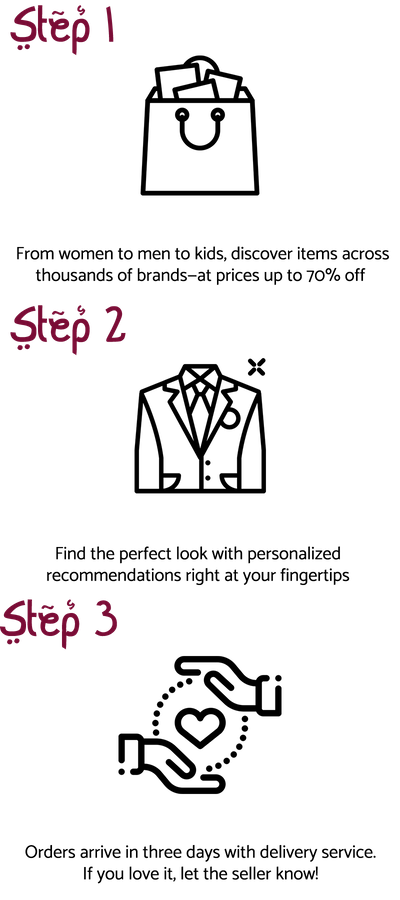 Step 1
From women to men to kids, discover items across
thousands of brands—at prices up to 70% off
Step 2
Find the perfect look with personalized
recommendations right at your fingertips
Step 3
Orders arrive in three days with delivery service.
If you love it, let the seller know!